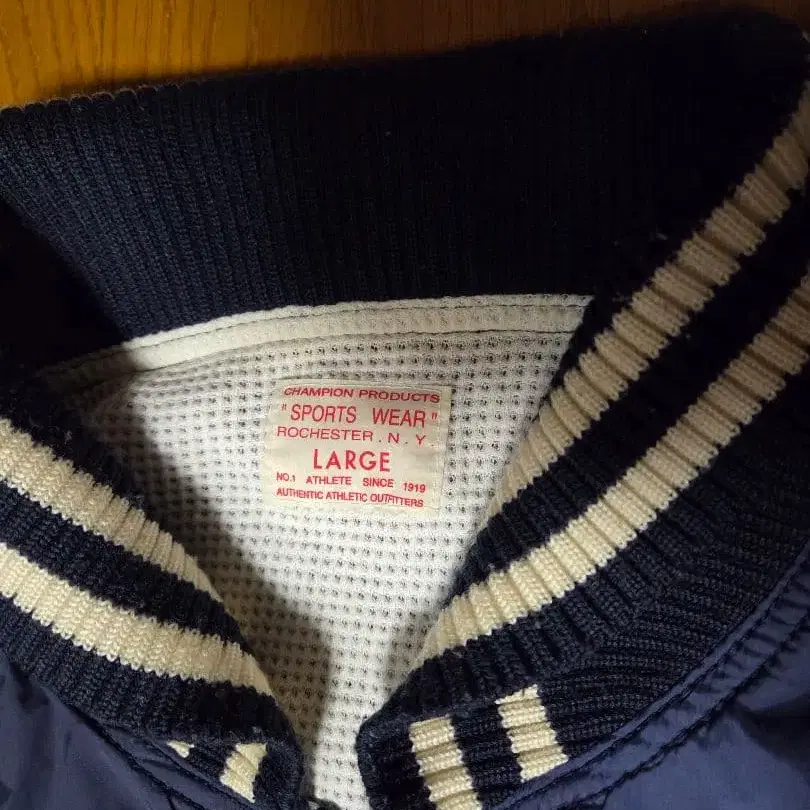 CHAMPION PRODUCTS
"SPORTS WEAR"
ROCHESTER . N . Y.
LARGE
NO.1 ATHLETE SINCE 1919
AUTHENTIC ATHLETIC OUTFITTERS